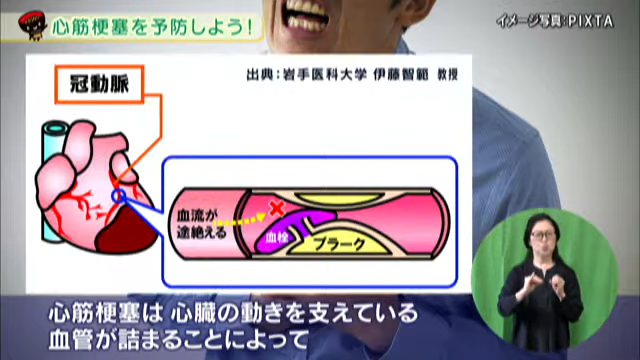 心筋梗塞を予防しよう!
イメージ写真:PIXTA
出典:岩手医科大学 伊藤智範 教授
冠動脈
血流が
途絶える
血栓
プラーク
心筋梗塞は 心臓の動きを支えている
血管が詰まることによって